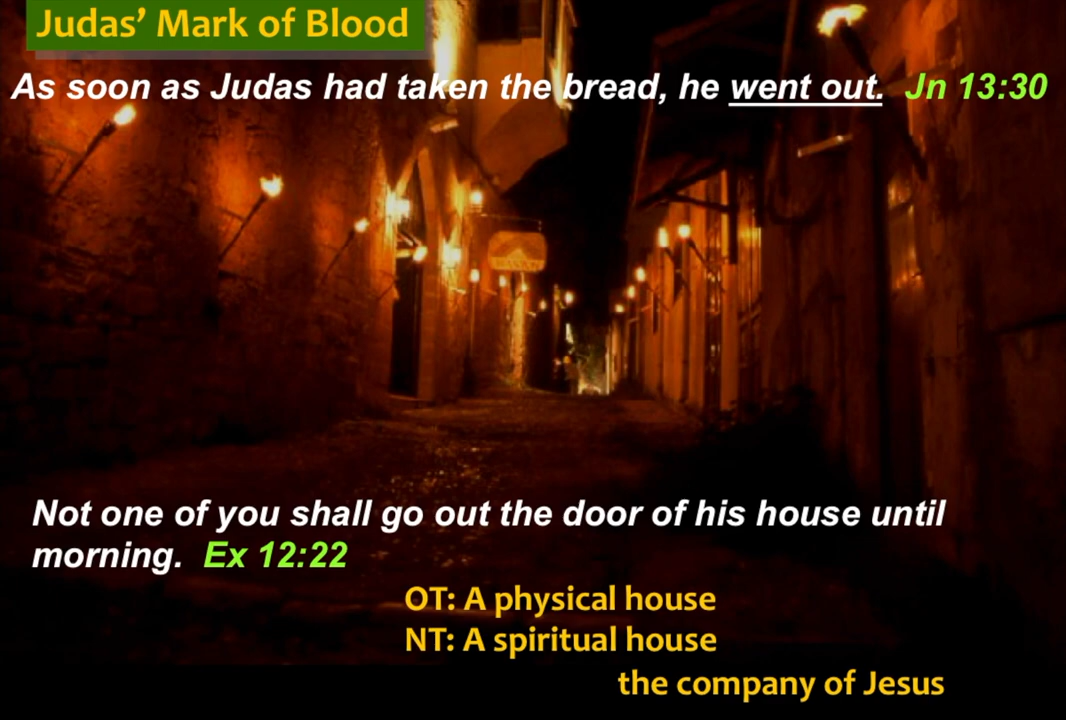 Judas’ Mark of Blood
As soon as Judas had taken the bread, he went out. Jn 13:30
Not one of you shall go out the door of his house until
morning. Ex 12:22
OT: A physical house
NT: A spiritual house
the company of Jesus